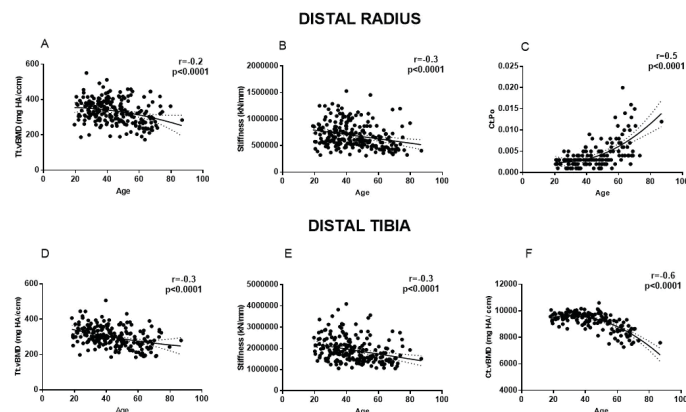 DISTAL RADIUS
A
r=-0.2
p<0.0001
Tt.vBMD (mg HA/ccm)
600
400
200
0
0 20 40 60 80 100
Age
B
r=-0.3
p<0.0001
Stiffness (kN/mm)
2000000
1500000
1000000
500000
0
0 20 40 60 80 100
Age
C
r=0.5
p<0.0001
Ct.Po
0.025
0.020
0.015
0.010
0.005
0.000
0 20 40 60 80 100
Age
DISTAL TIBIA
D
r=-0.3
p<0.0001
Tt.vBMD (mg HA/ccm)
600
400
200
0
0 20 40 60 80 100
Age
E
r=-0.3
p<0.0001
Stiffness (kN/mm)
5000000
4000000
3000000
2000000
1000000
0
0 20 40 60 80 100
Age
F
r=-0.6
p<0.0001
Ct.vBMD (mg HA/ ccm)
10000
8000
6000
4000
0 20 40 60 80 100
Age